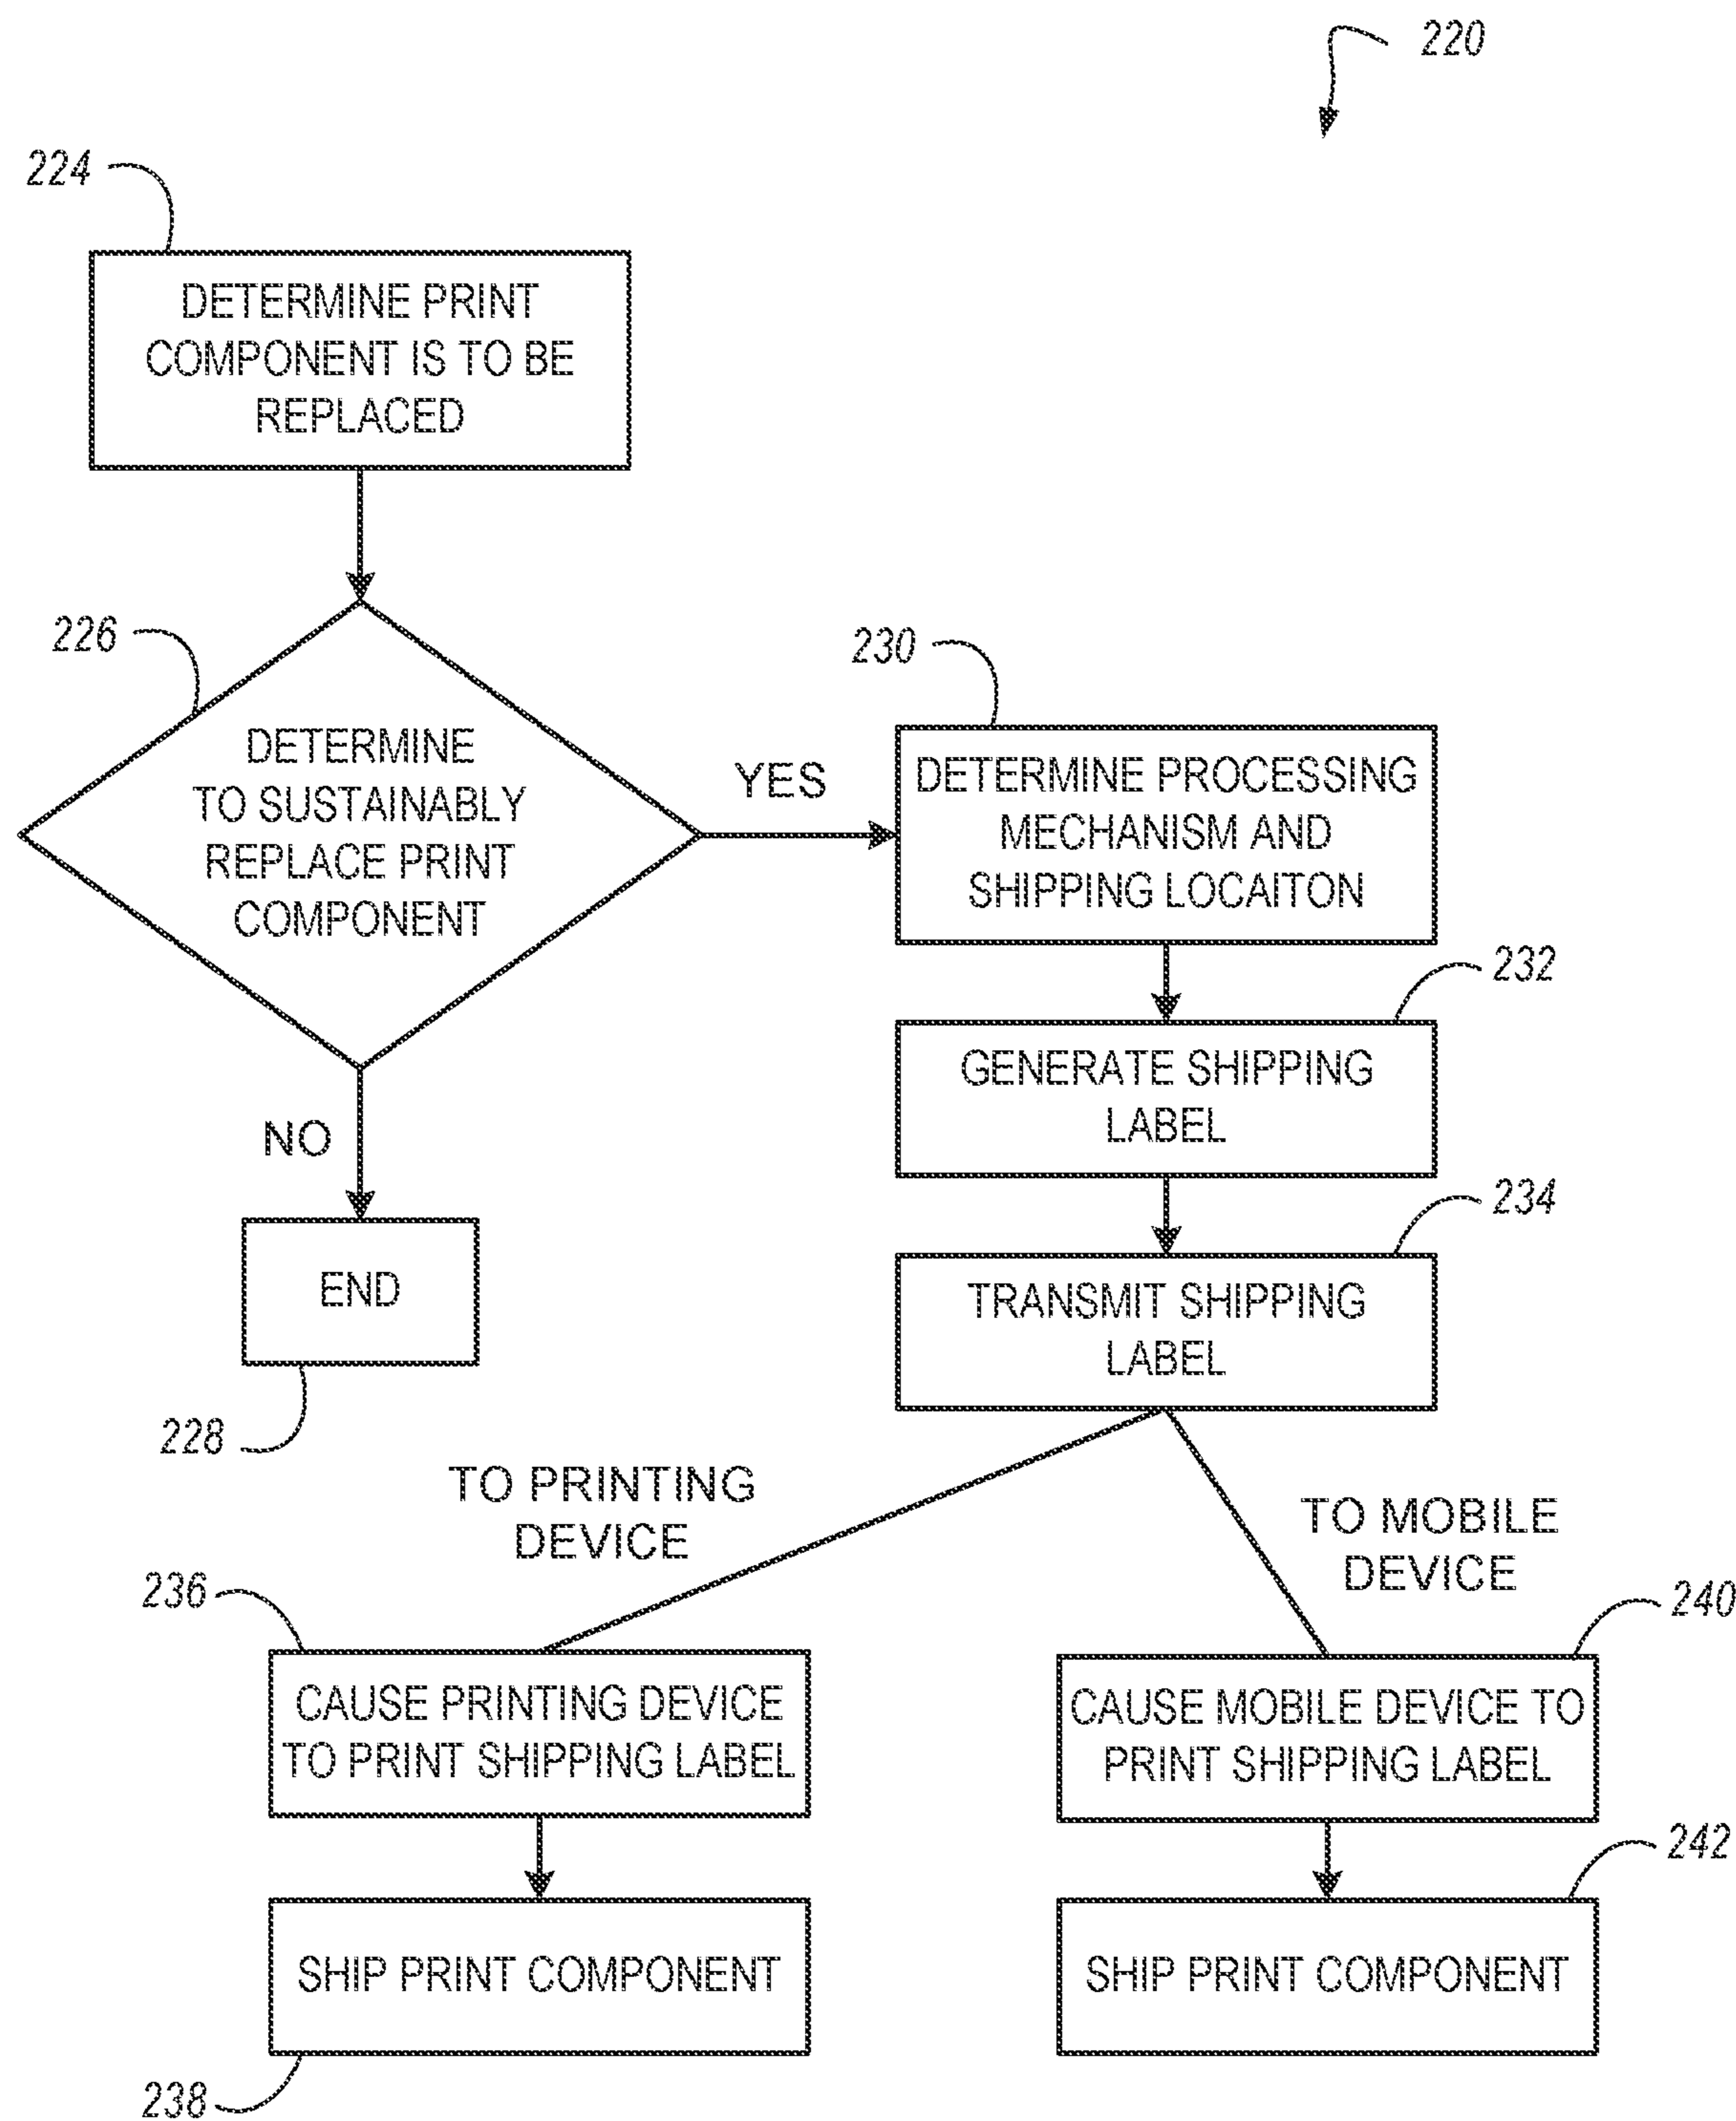 220
224
DETERMINE PRINT
COMPONENT IS TO BE
REPLACED
226
DETERMINE
TO SUSTAINABLY
REPLACE PRINT
COMPONENT
YES
NO
END
228
230
DETERMINE PROCESSING
MECHANISM AND
SHIPPING LOCAITON
232
GENERATE SHIPPING
LABEL
234
TRANSMIT SHIPPING
LABEL
TO PRINTING
DEVICE
TO MOBILE
DEVICE
236
CAUSE PRINTING DEVICE
TO PRINT SHIPPING LABEL
SHIP PRINT COMPONENT
238
240
CAUSE MOBILE DEVICE TO
PRINT SHIPPING LABEL
242
SHIP PRINT COMPONENT